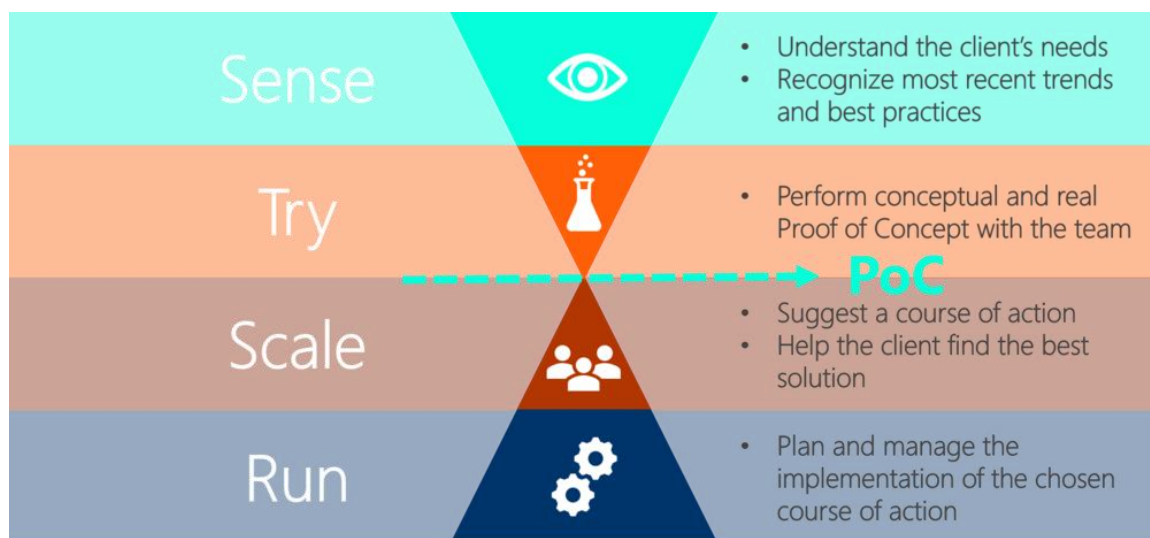 Sense
• Understand the client's needs
• Recognize most recent trends
and best practices
Try
• Perform conceptual and real
Proof of Concept with the team
PoC
Scale
• Suggest a course of action
• Help the client find the best
solution
Run
• Plan and manage the
implementation of the chosen
course of action